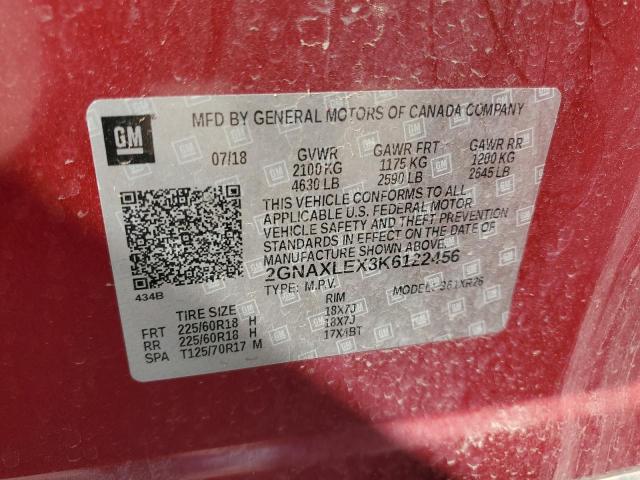 GM
MFD BY GENERAL MOTORS OF CANADA COMPANY
07/18 GVWR GAWR FRT GAWR RR
2100 KG 1175 KG 1200 KG
4630 LB 2590 LB 2645 LB
THIS VEHICLE CONFORMS TO ALL
APPLICABLE U.S. FEDERAL MOTOR
VEHICLE SAFETY AND THEFT PREVENTION
STANDARDS IN EFFECT ON THE DATE OF
MANUFACTURE SHOWN ABOVE.
2GNAXLEX3K6122456
434B
TYPE: M.P.V. MODEL:
TIRE SIZE RIM
FRT 225/60R18 H 18X7J
RR 225/60R18 H 18X7J
SPA T125/70R17 M 17X4BT